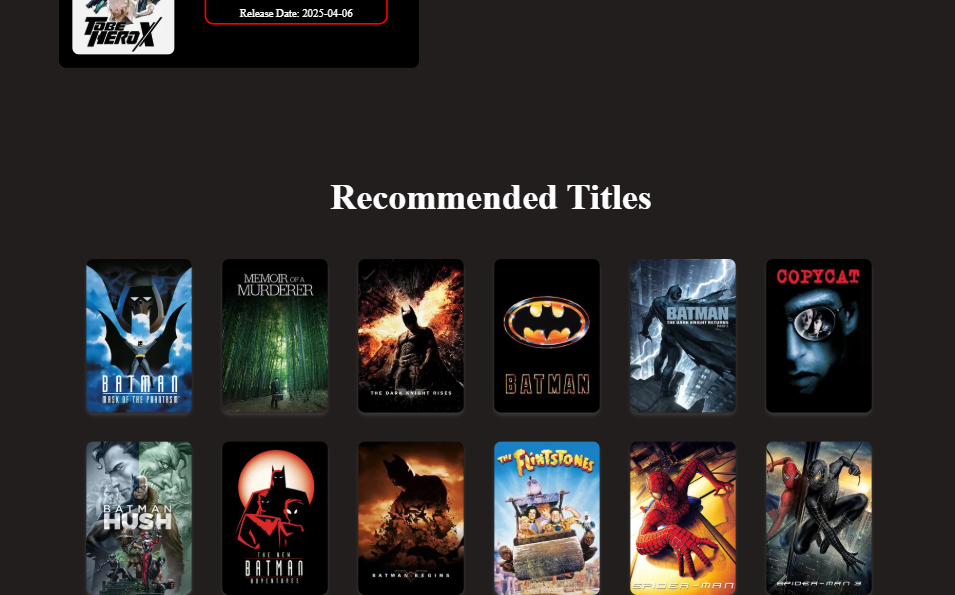 Release Date: 2025-04-06
TO BE
HERO X
Recommended Titles
BATMAN
MASK OF THE PHANTASM
MEMOIR OF A
MURDERER
THE DARK KNIGHT RISES
BATMAN
BATMAN
THE DARK KNIGHT RETURNS
COPYCAT
BATMAN
HUSH
THE NEW
BATMAN
ADVENTURES
BATMAN BEGINS
THE FLINTSTONES
SPIDER-MAN
SPIDER-MAN 3